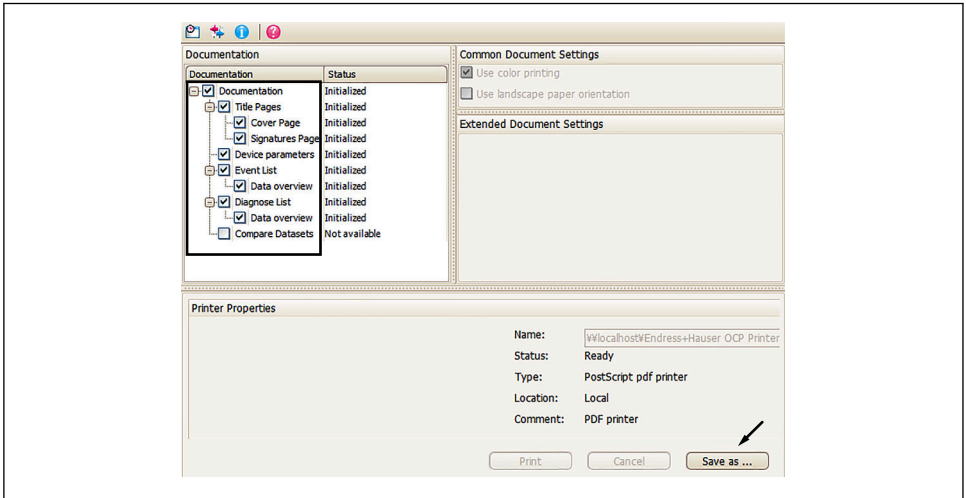 Documentation
Documentation Status
Documentation Initialized
Title Pages Initialized
Cover Page Initialized
Signatures Page Initialized
Device parameters Initialized
Event List Initialized
Data overview Initialized
Diagnose List Initialized
Data overview Initialized
Compare Datasets Not available
Common Document Settings
Use color printing
Use landscape paper orientation
Extended Document Settings
Printer Properties
Name: ¥¥localhost¥Endress+Hauser OCP Printer
Status: Ready
Type: PostScript pdf printer
Location: Local
Comment: PDF printer
Print Cancel Save as ...